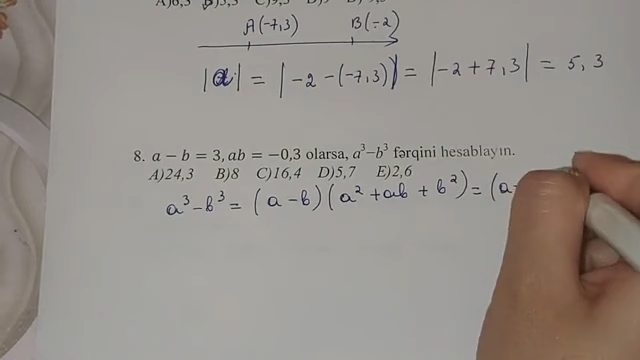 A(-7,3) B(-2)
|a| = |-2-(-7,3)| = |-2+7,3| = 5,3
8. a − b = 3, ab = −0,3 olarsa, a³−b³ fərqini hesablayın.
A)24,3 B)8 C)16,4 D)5,7 E)2,6
a³-b³ = (a-b)(a²+ab+b²) = (a-